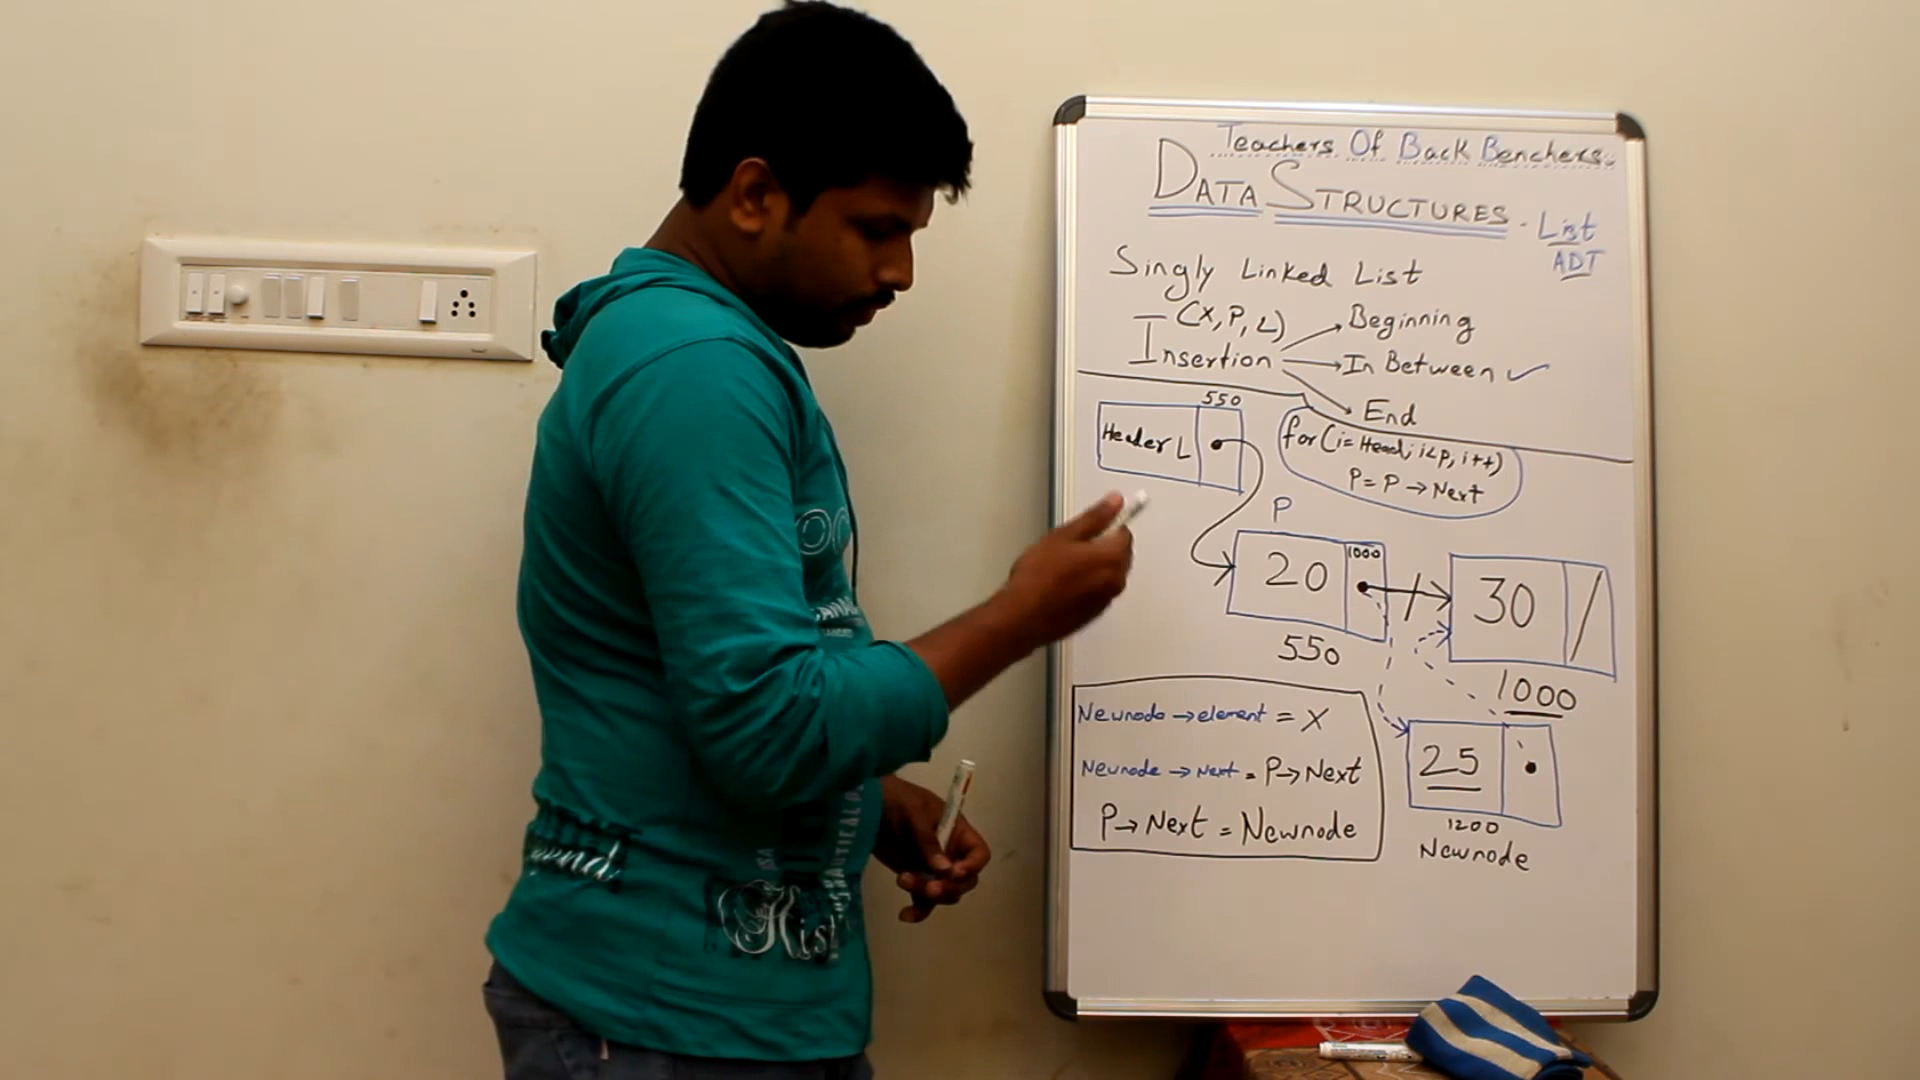 Teachers Of Back Benchers.
DATA STRUCTURES - List
ADT
Singly Linked List
(X, P, L)
Insertion
Beginning
In Between ✓
End
550
Header L
for (i = Head; i<p, i++)
P = P → Next
P
20
1000
30
550
1000
Newnode → element = X
Newnode → Next = P → Next
P → Next = Newnode
25
1200
Newnode